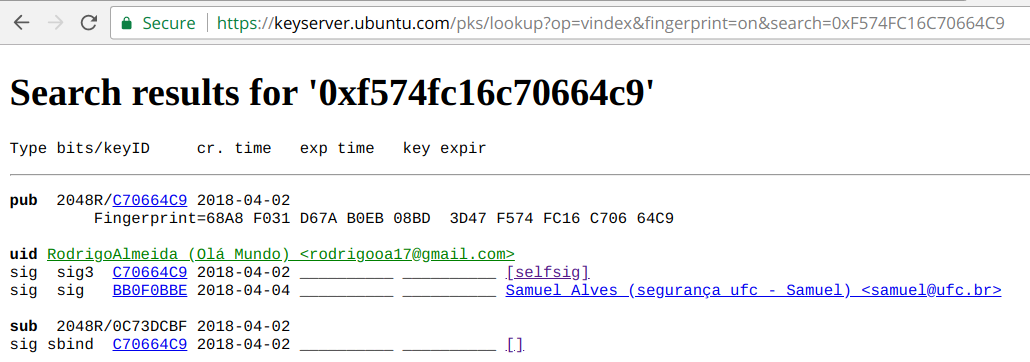 Secure https://keyserver.ubuntu.com/pks/lookup?op=vindex&fingerprint=on&search=0xF574FC16C70664C9
Search results for '0xf574fc16c70664c9'
Type bits/keyID cr. time exp time key expir
pub 2048R/C70664C9 2018-04-02
Fingerprint=68A8 F031 D67A B0EB 08BD 3D47 F574 FC16 C706 64C9
uid RodrigoAlmeida (Olá Mundo) <rodrigooa17@gmail.com>
sig sig3 C70664C9 2018-04-02 __________ __________ [selfsig]
sig sig BB0F0BBE 2018-04-04 __________ __________ Samuel Alves (segurança ufc - Samuel) <samuel@ufc.br>
sub 2048R/0C73DCBF 2018-04-02
sig sbind C70664C9 2018-04-02 __________ __________ []